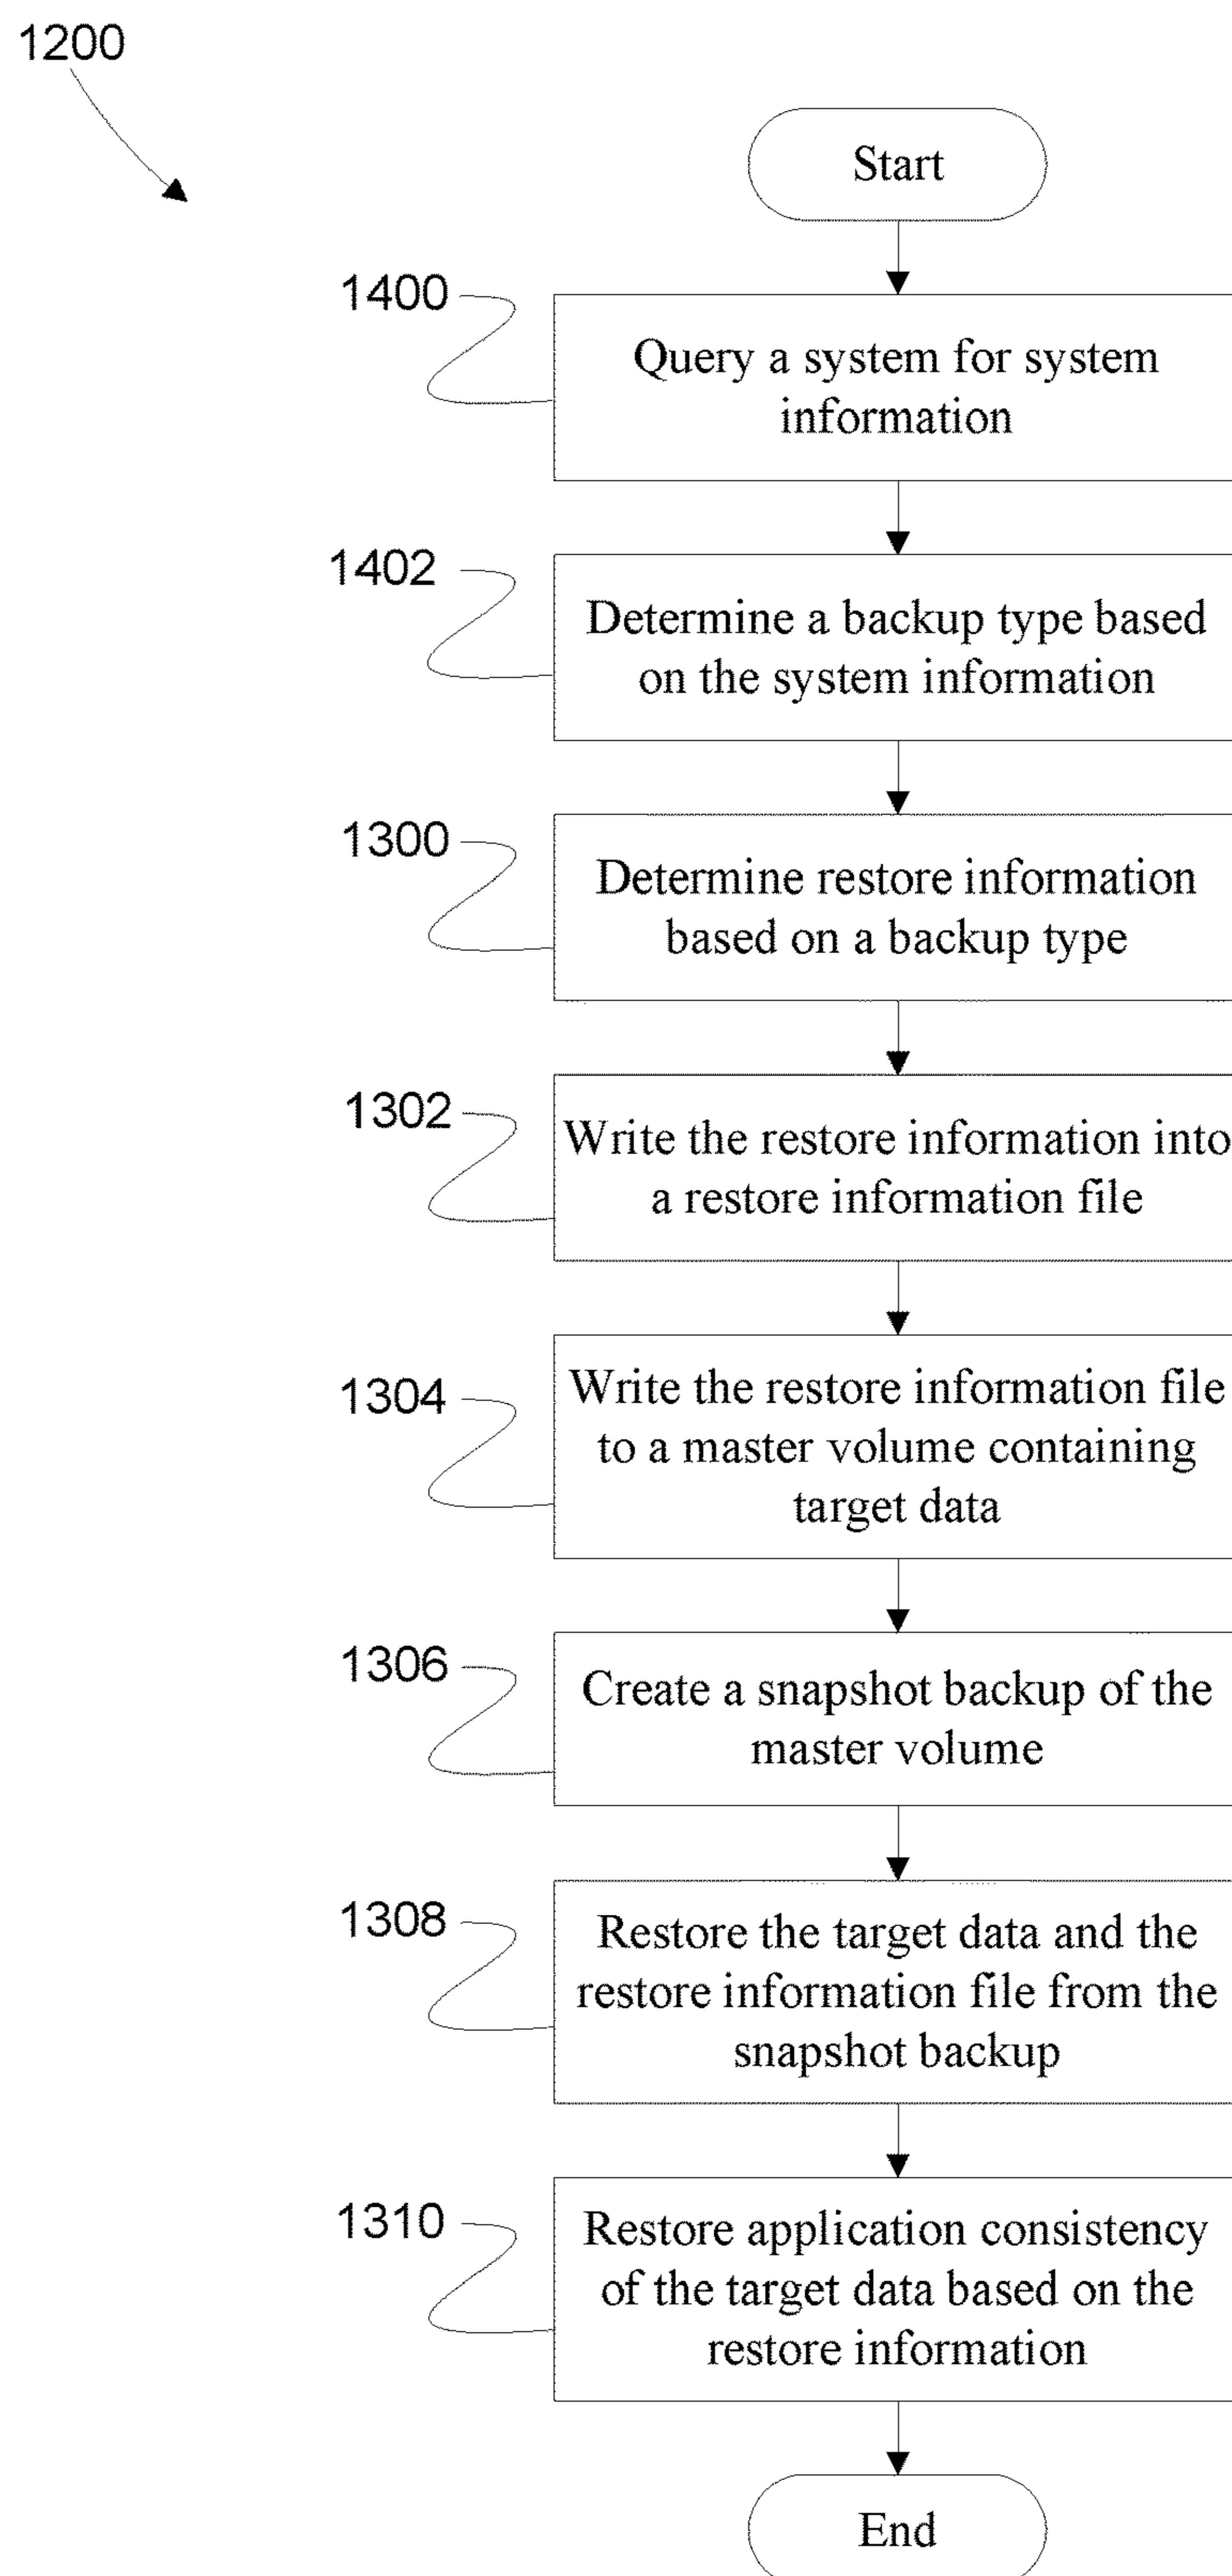 1200
Start
1400
Query a system for system
information
1402
Determine a backup type based
on the system information
1300
Determine restore information
based on a backup type
1302
Write the restore information into
a restore information file
1304
Write the restore information file
to a master volume containing
target data
1306
Create a snapshot backup of the
master volume
1308
Restore the target data and the
restore information file from the
snapshot backup
1310
Restore application consistency
of the target data based on the
restore information
End